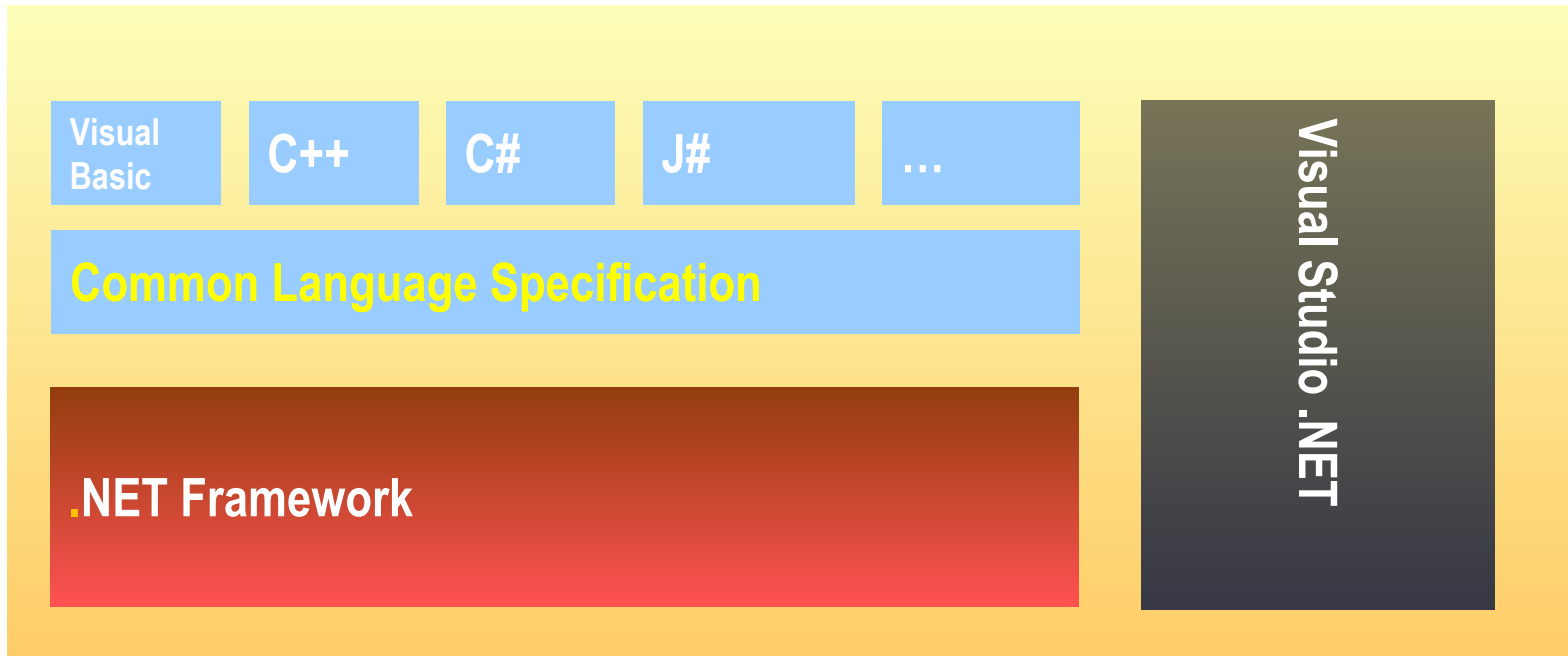 Visual
Basic
C++
C#
J#
...
Common Language Specification
.NET Framework
Visual Studio .NET